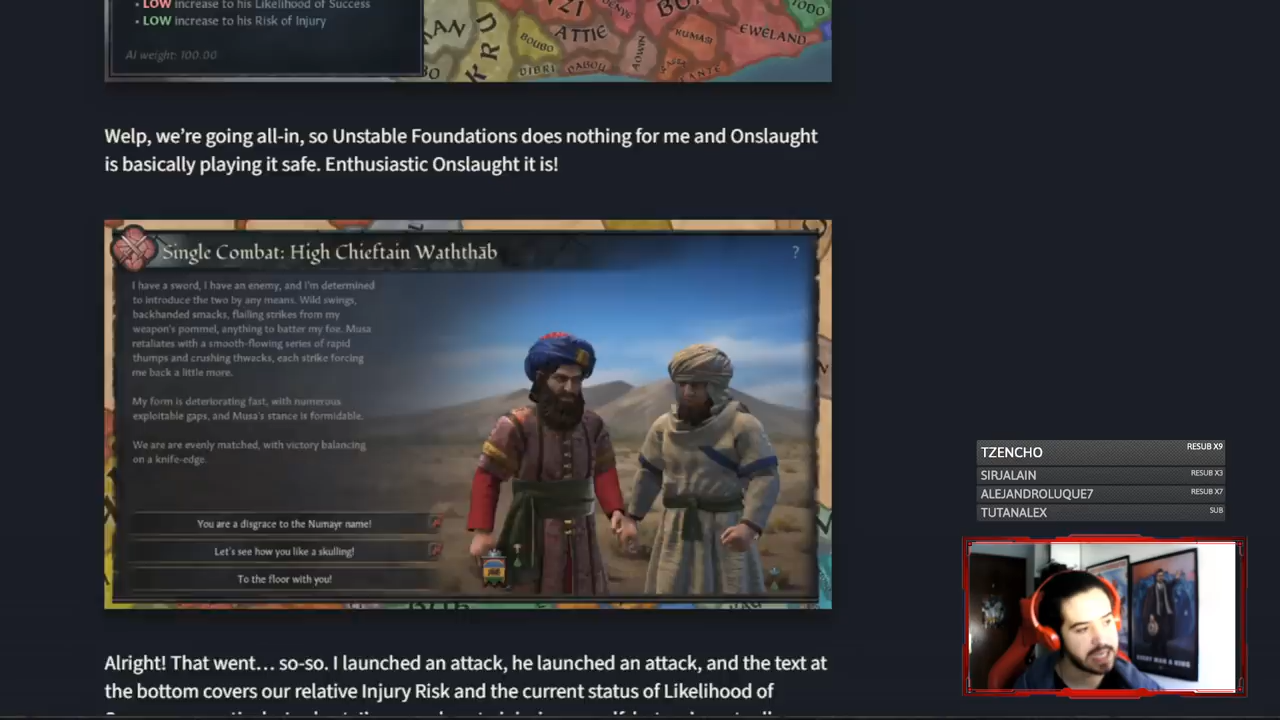 • LOW increase to his Likelihood of Success
• LOW increase to his Risk of Injury
AI weight: 100.00
ATTIE
BOUBO
KUMASI
EWELAND
AOWIN
DABOU
TODO
Welp, we're going all-in, so Unstable Foundations does nothing for me and Onslaught
is basically playing it safe. Enthusiastic Onslaught it is!
Single Combat: High Chieftain Waththāb
?
I have a sword, I have an enemy, and I'm determined
to introduce the two by any means. Wild swings,
backhanded smacks, flailing strikes from my
weapon's pommel, anything to batter my foe. Musa
retaliates with a smooth-flowing series of rapid
thumps and crushing thwacks, each strike forcing
me back a little more.
My form is deteriorating fast, with numerous
exploitable gaps, and Musa's stance is formidable.
We are are evenly matched, with victory balancing
on a knife-edge.
You are a disgrace to the Numayr name!
Let's see how you like a skulling!
To the floor with you!
TZENCHO RESUB X9
SIRJALAIN RESUB X3
ALEJANDROLUQUE7 RESUB X7
TUTANALEX SUB
Alright! That went… so-so. I launched an attack, he launched an attack, and the text at
the bottom covers our relative Injury Risk and the current status of Likelihood of